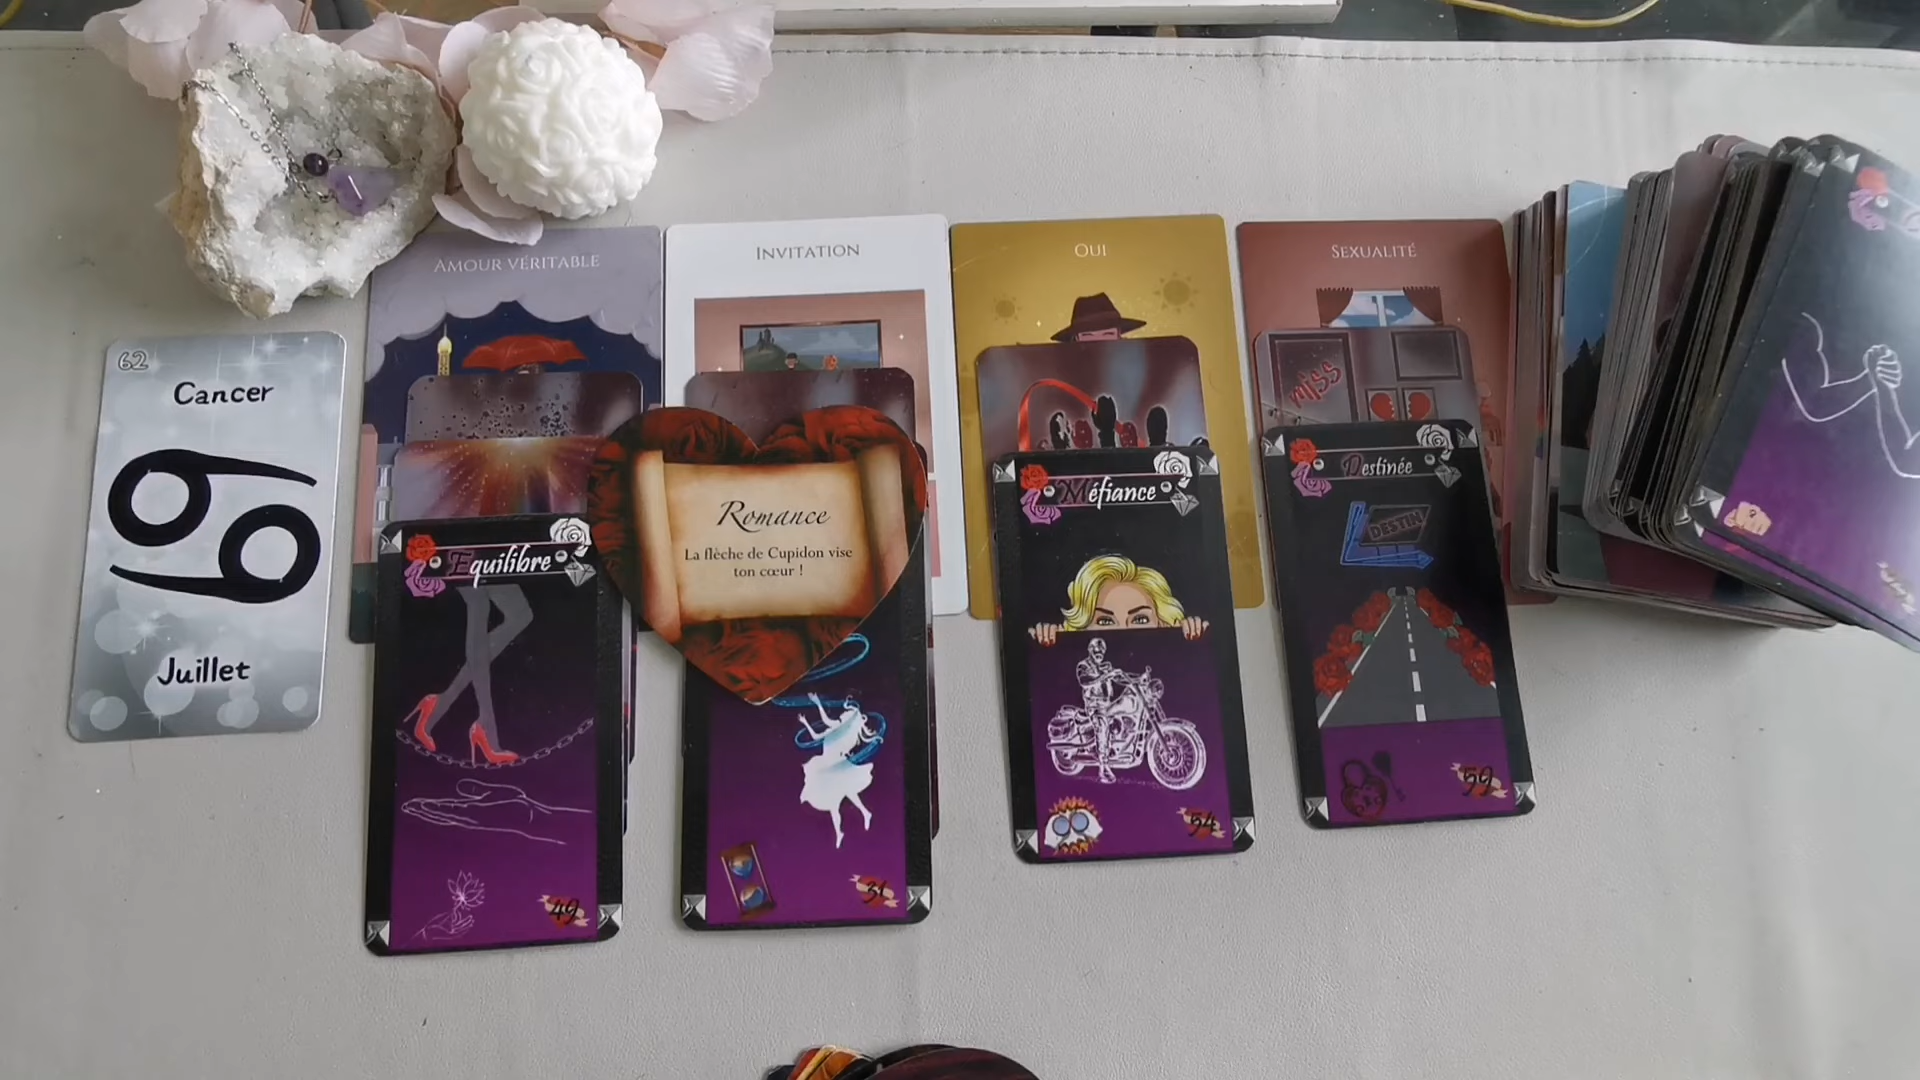 62
Cancer
Juillet
AMOUR VÉRITABLE
INVITATION
OUI
SEXUALITÉ
Equilibre
49
Romance
La flèche de Cupidon vise
ton cœur !
31
Méfiance
54
miss
Destinée
DESTIN
59